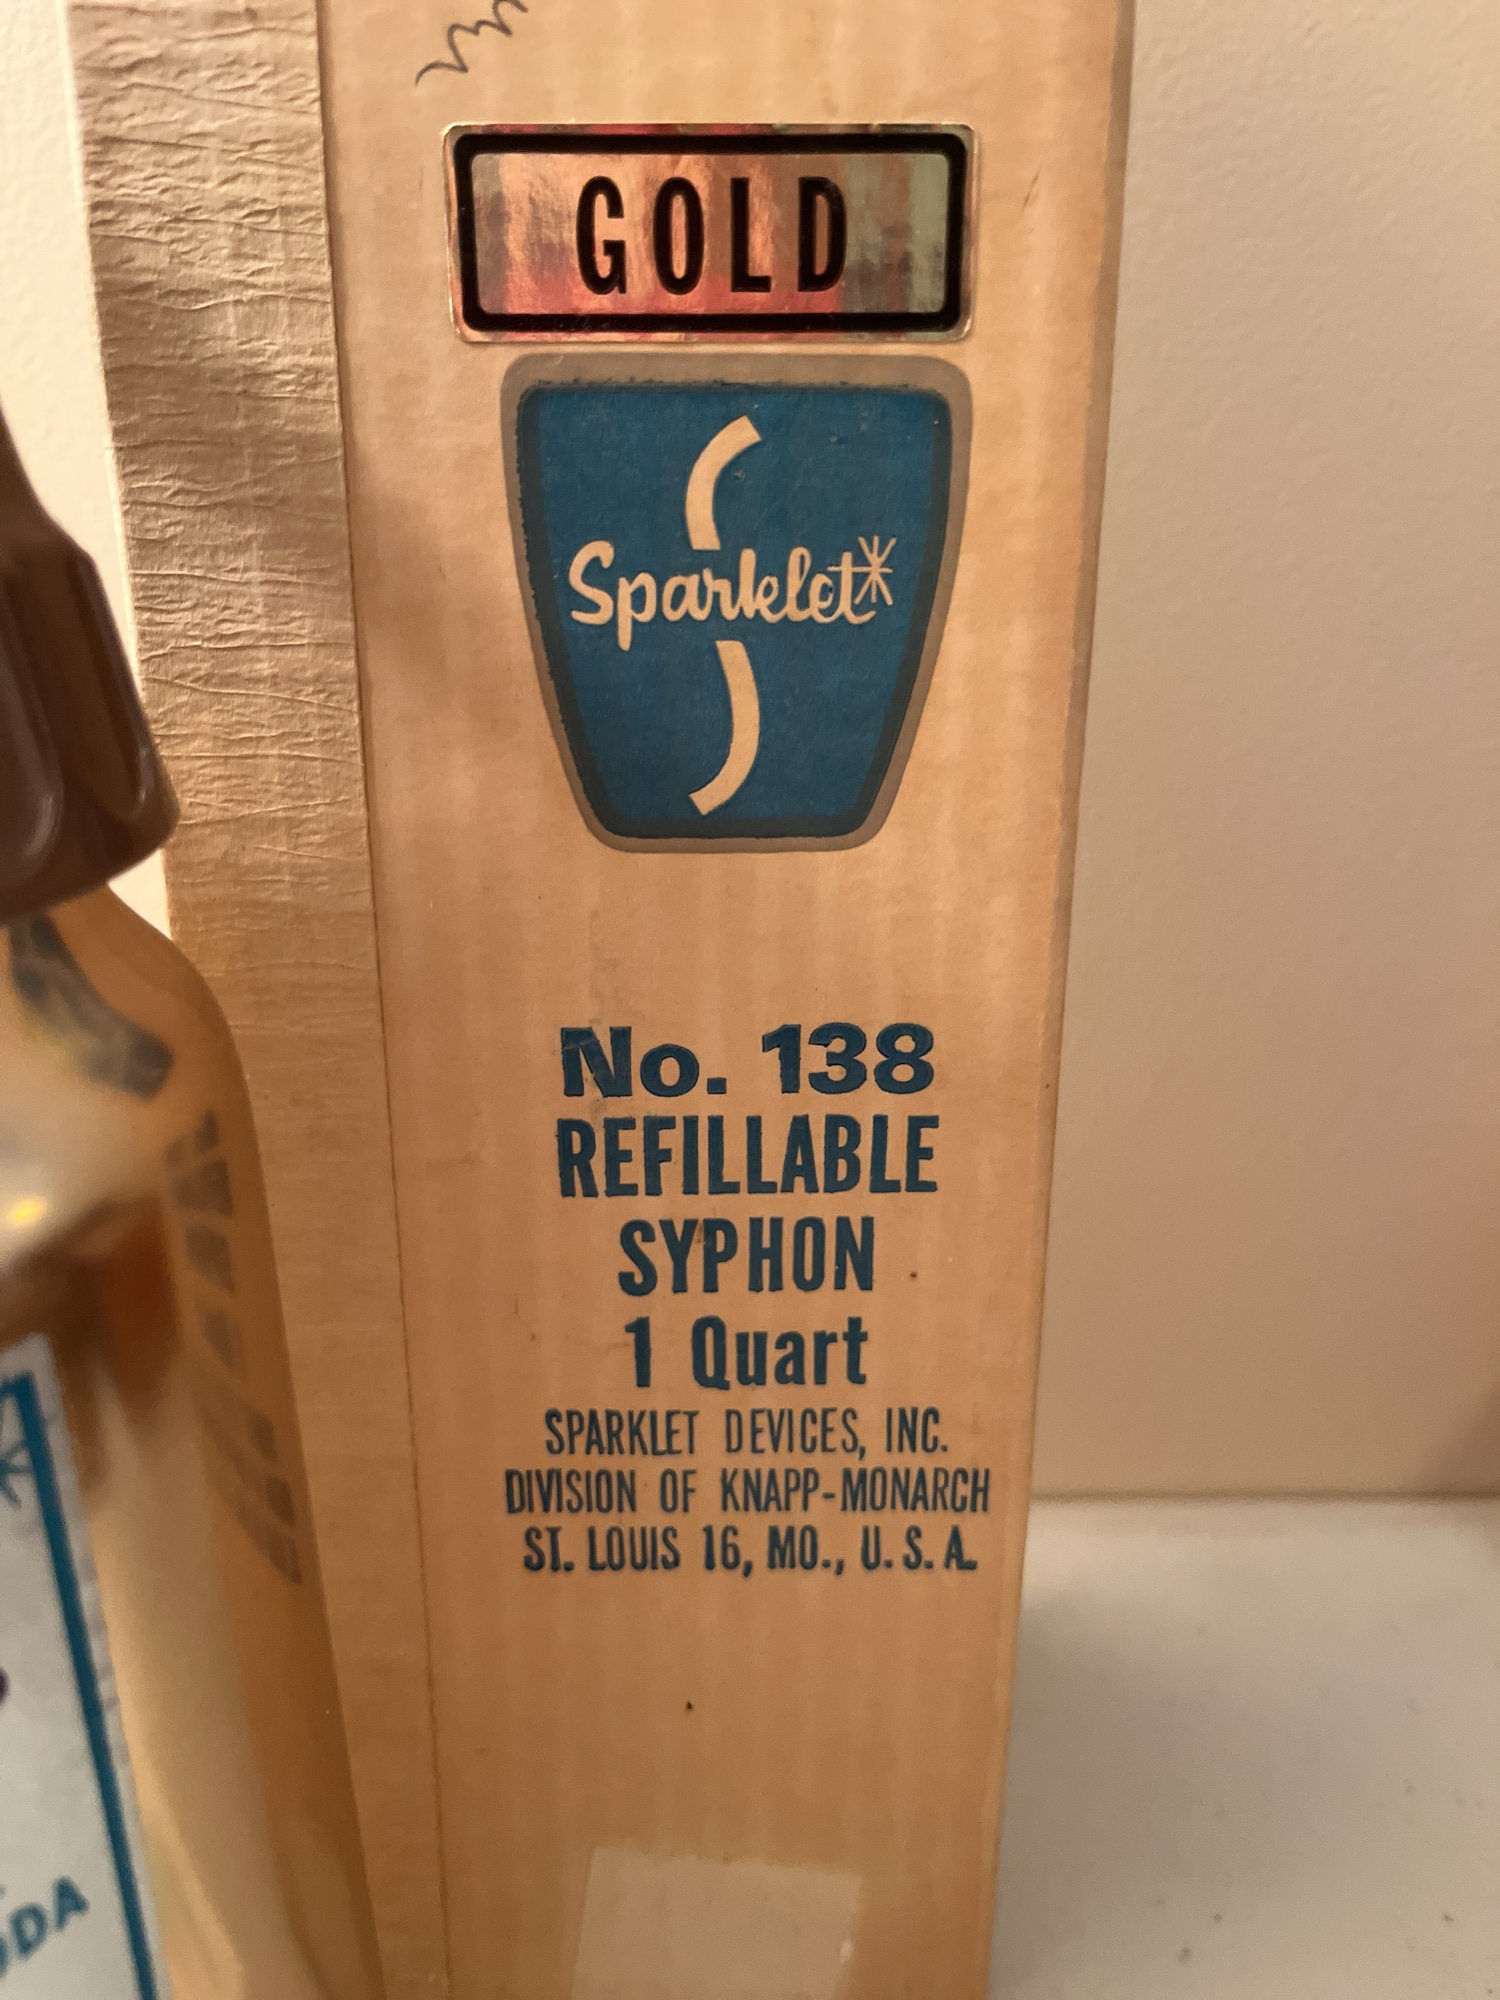 GOLD
Sparklet
No. 138
REFILLABLE
SYPHON
1 Quart
SPARKLET DEVICES, INC.
DIVISION OF KNAPP-MONARCH
ST. LOUIS 16, MO., U. S. A.